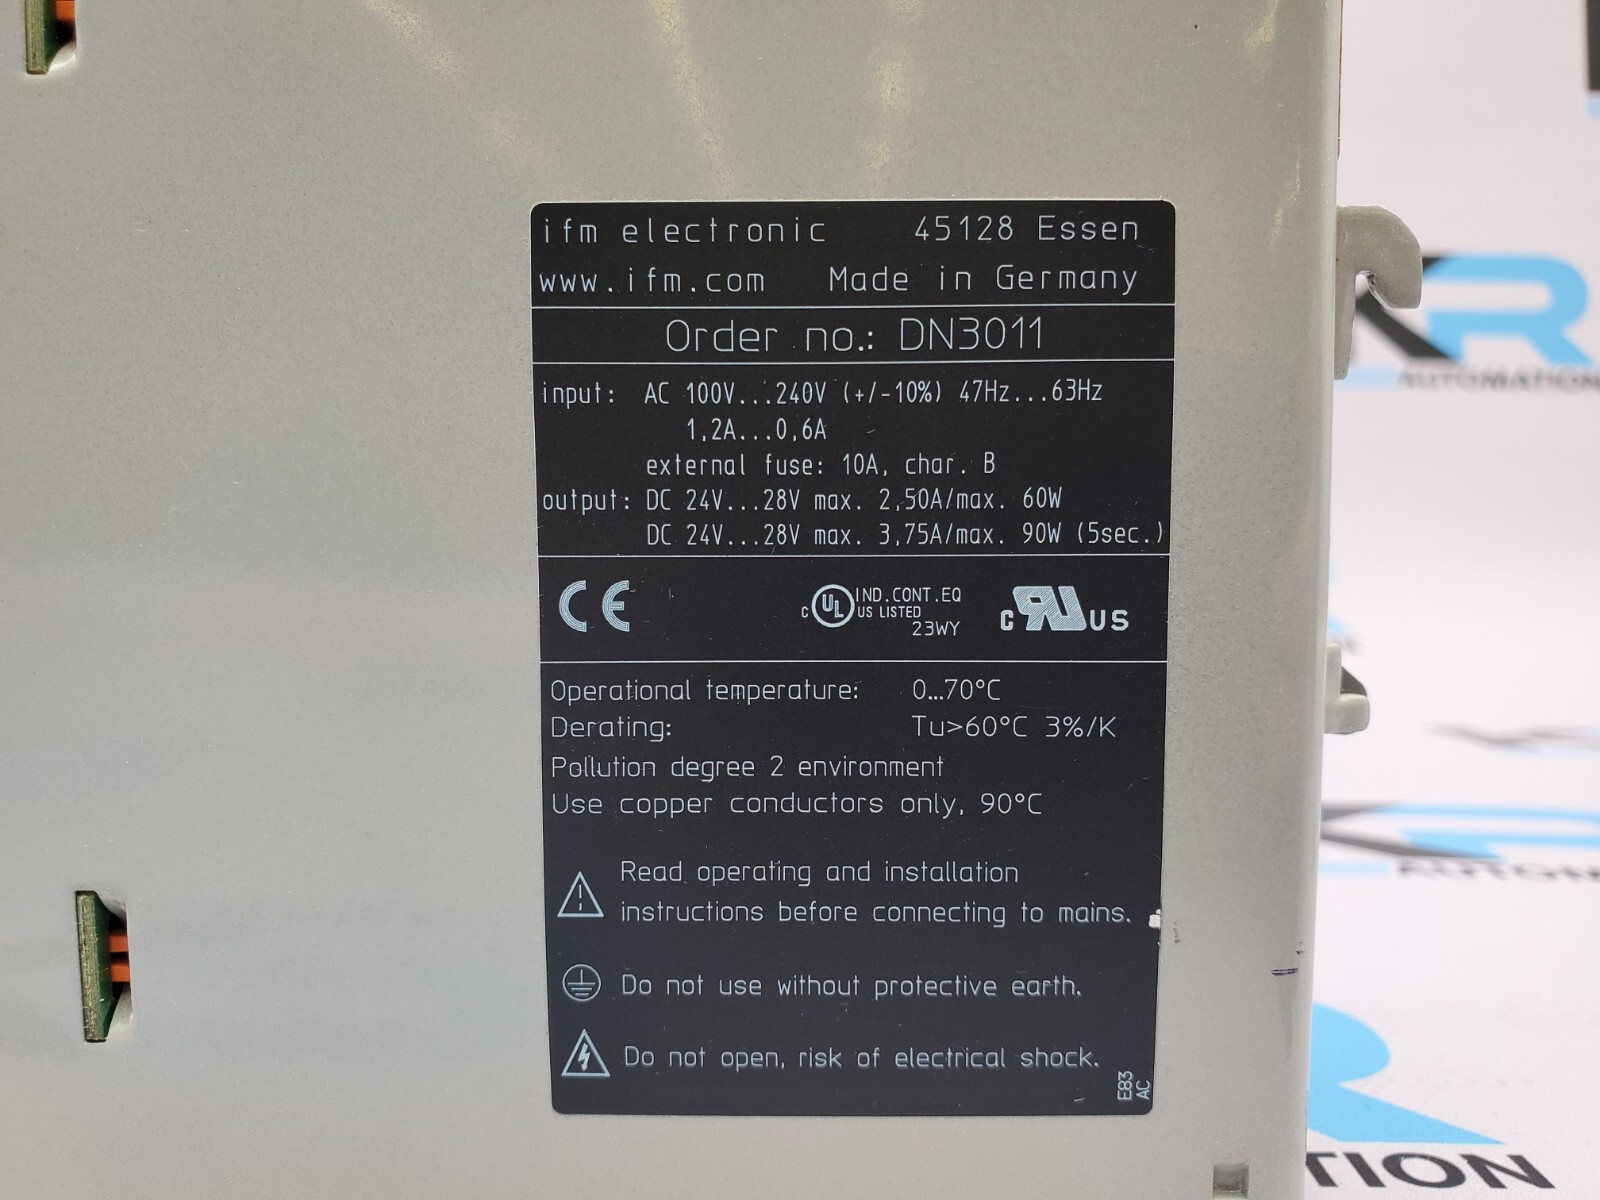 ifm electronic 45128 Essen
www.ifm.com Made in Germany
Order no.: DN3011
input: AC 100V...240V (+/-10%) 47Hz...63Hz
1,2A...0,6A
external fuse: 10A, char. B
output: DC 24V...28V max. 2,50A/max. 60W
DC 24V...28V max. 3,75A/max. 90W (5sec.)
CE
c UL US LISTED IND.CONT.EQ 23WY
c RU US
Operational temperature: 0...70°C
Derating: Tu>60°C 3%/K
Pollution degree 2 environment
Use copper conductors only, 90°C
Read operating and installation
instructions before connecting to mains.
Do not use without protective earth.
Do not open, risk of electrical shock.
E83
AC
KR
AUTOMATION